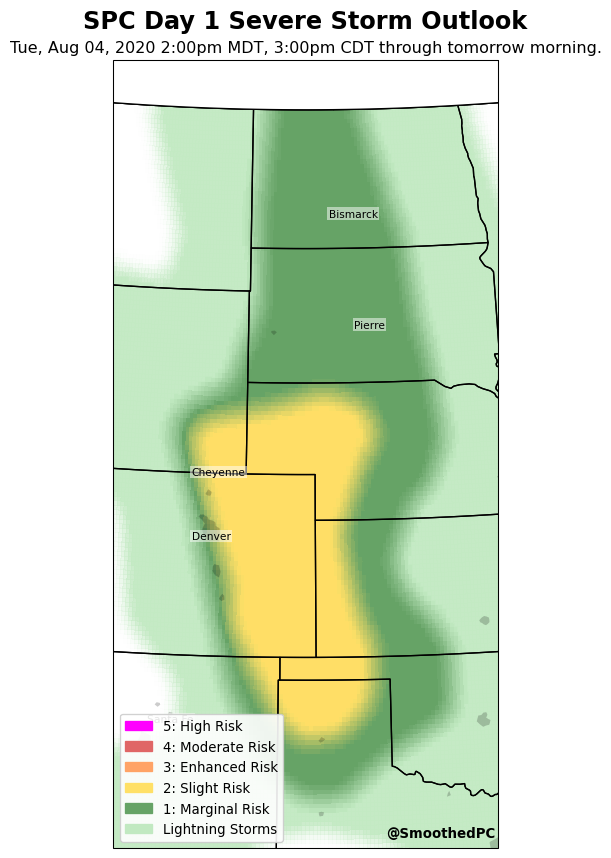 SPC Day 1 Severe Storm Outlook
Tue, Aug 04, 2020 2:00pm MDT, 3:00pm CDT through tomorrow morning.
Bismarck
Pierre
Cheyenne
Denver
5: High Risk
4: Moderate Risk
3: Enhanced Risk
2: Slight Risk
1: Marginal Risk
Lightning Storms
@SmoothedPC